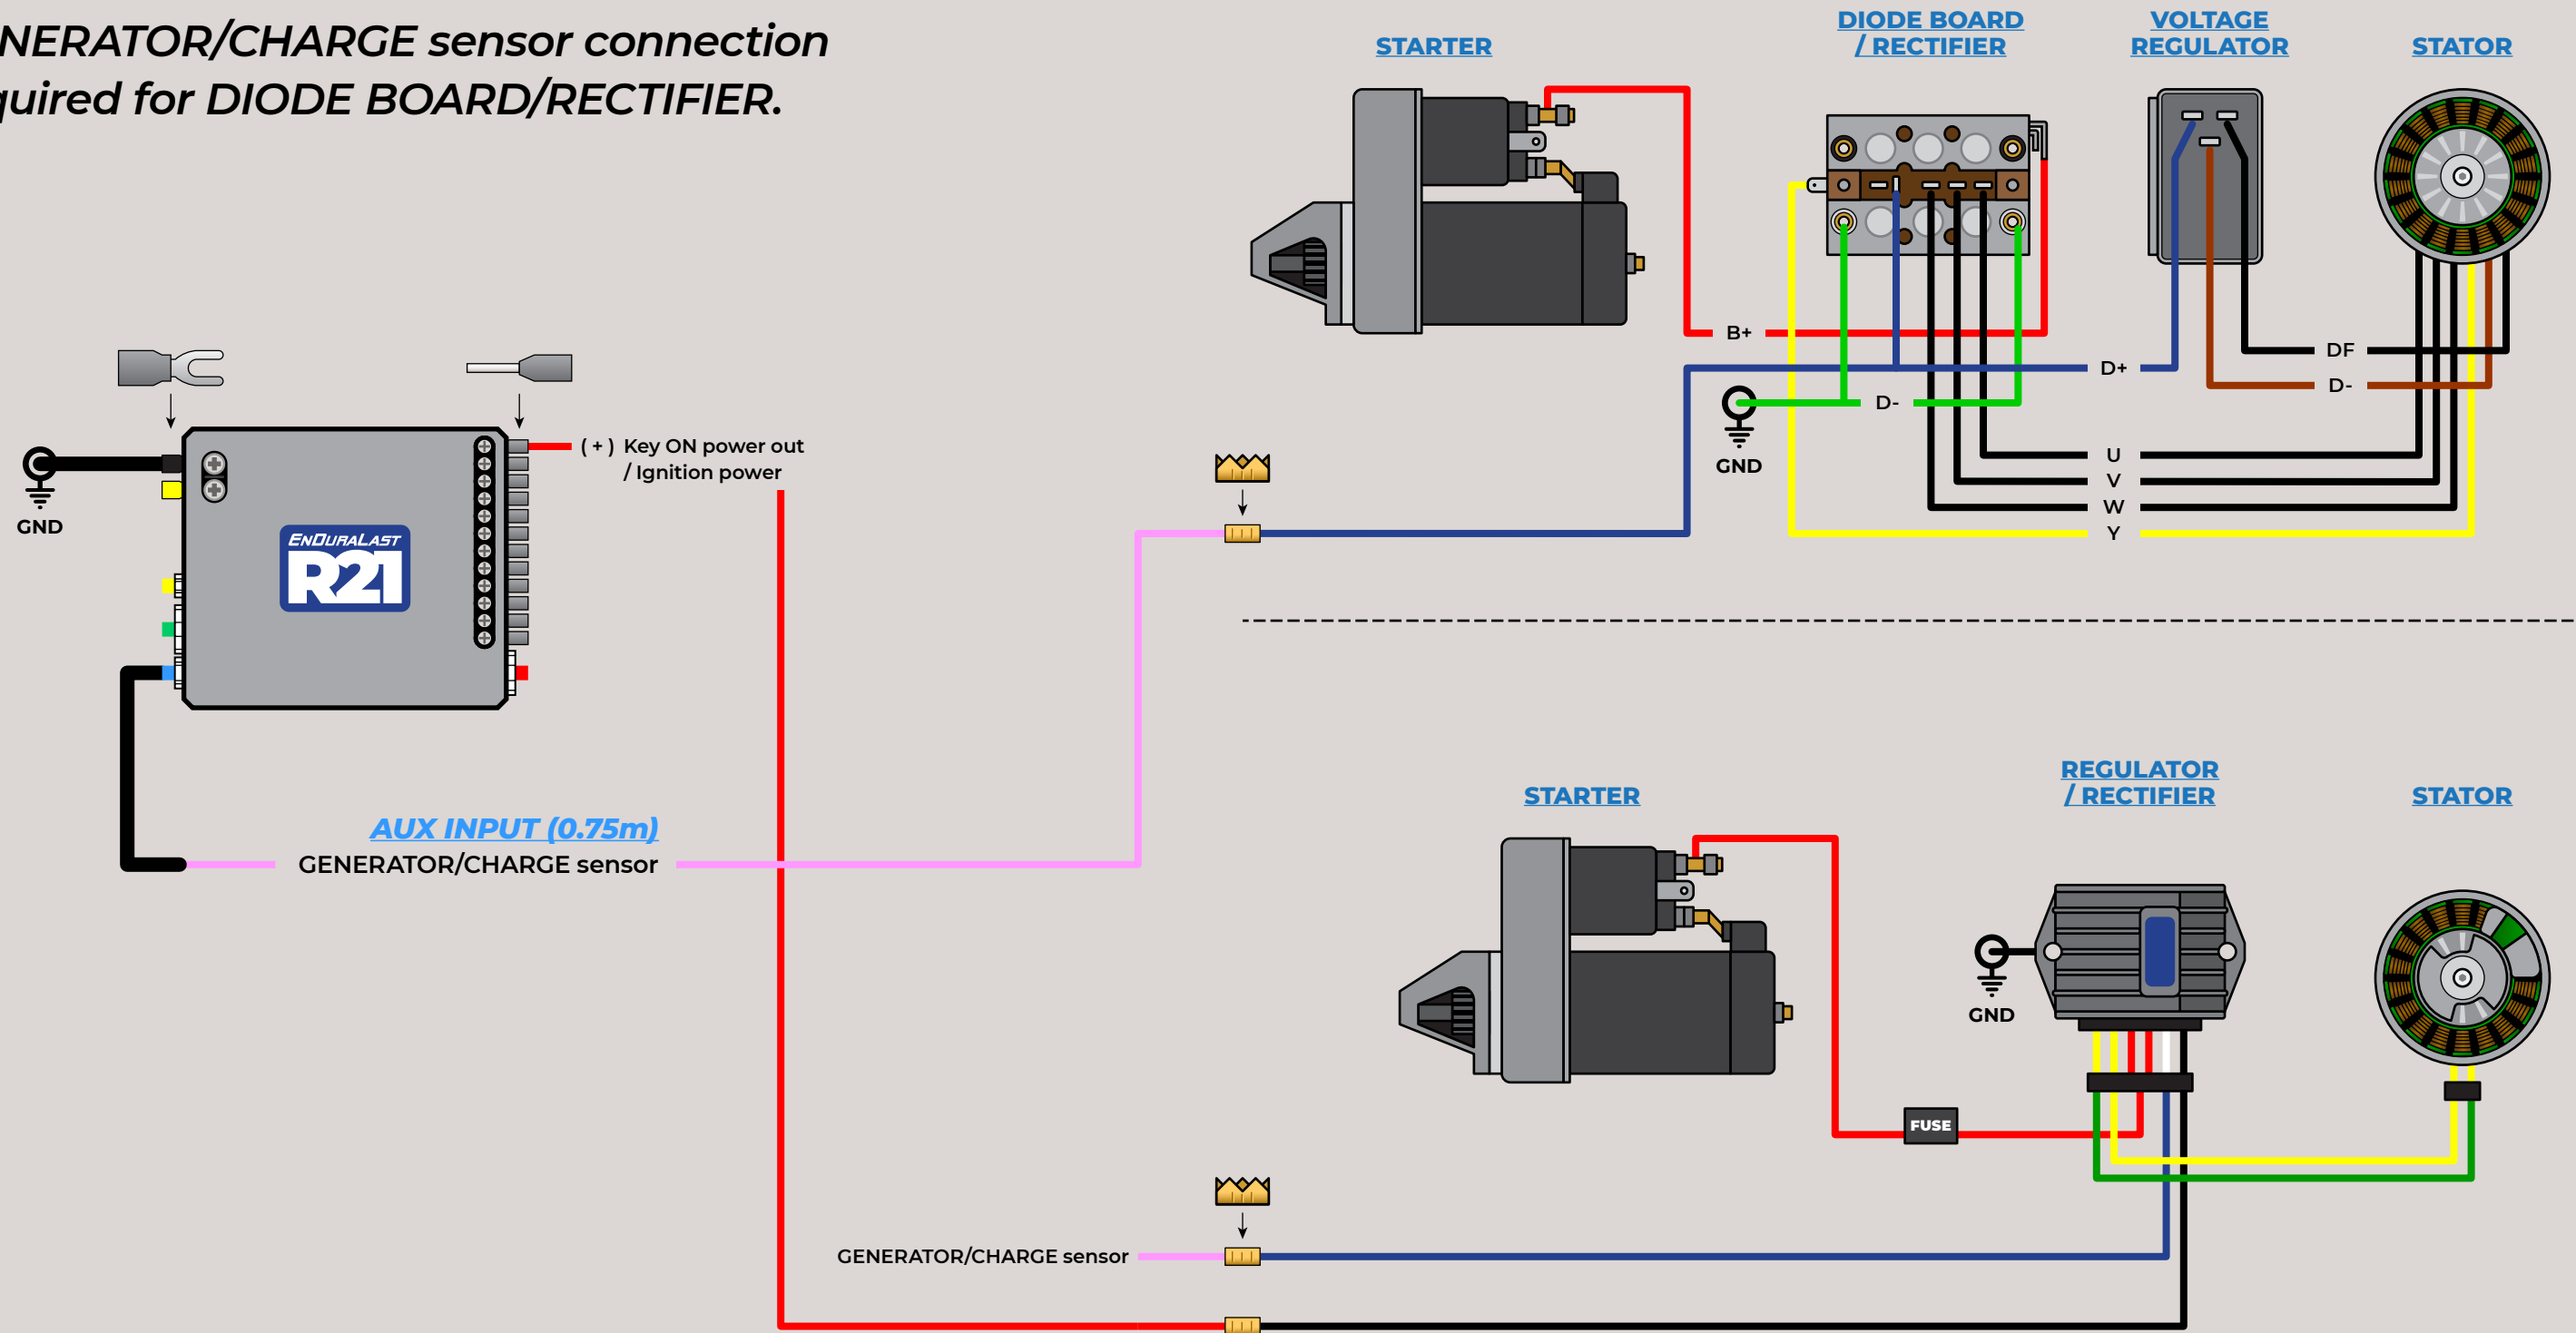 NERATOR/CHARGE sensor connection
quired for DIODE BOARD/RECTIFIER.
STARTER
DIODE BOARD
/ RECTIFIER
VOLTAGE
REGULATOR
STATOR
B+
D+
DF
D-
D-
GND
U
V
W
Y
( + ) Key ON power out
/ Ignition power
GND
ENDURALAST
R21
AUX INPUT (0.75m)
GENERATOR/CHARGE sensor
STARTER
REGULATOR
/ RECTIFIER
STATOR
GND
FUSE
GENERATOR/CHARGE sensor